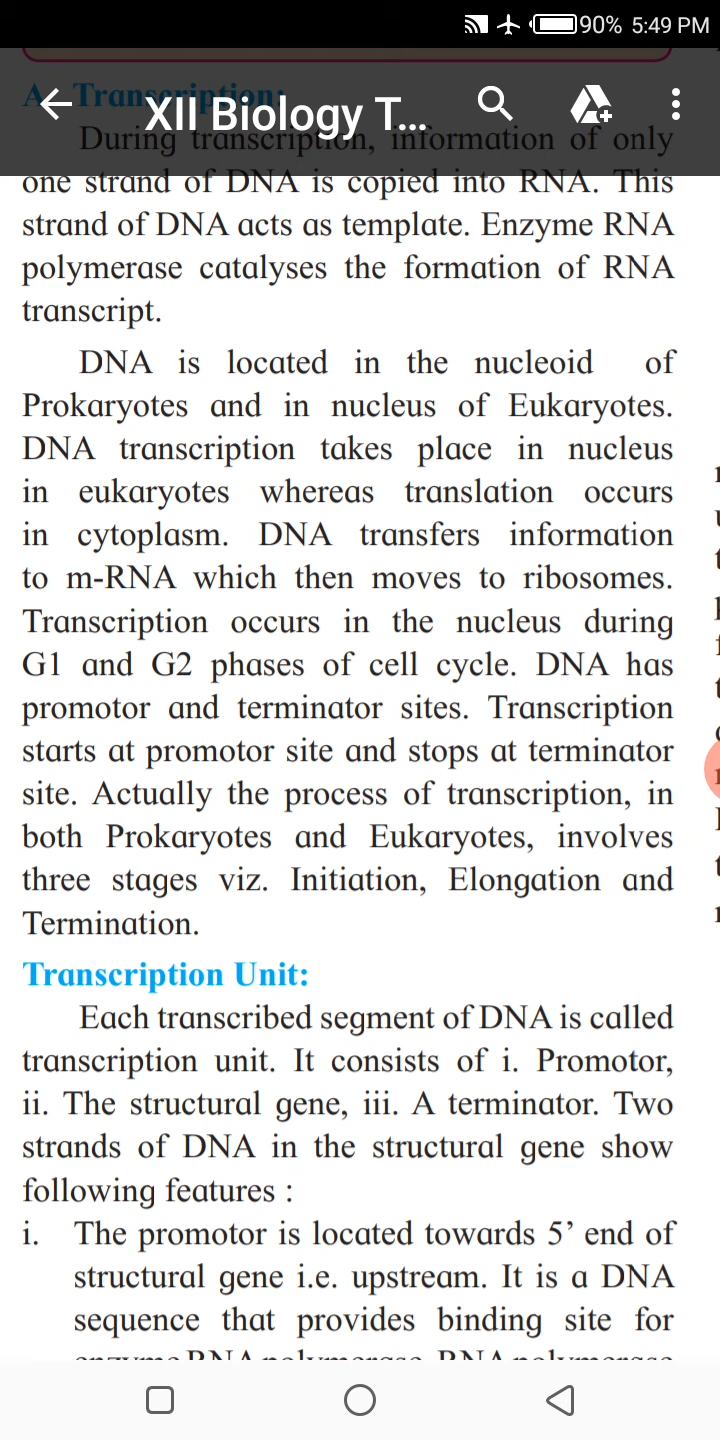 90% 5:49 PM
XII Biology T...
A. Transcription:
During transcription, information of only
one strand of DNA is copied into RNA. This
strand of DNA acts as template. Enzyme RNA
polymerase catalyses the formation of RNA
transcript.
DNA is located in the nucleoid of
Prokaryotes and in nucleus of Eukaryotes.
DNA transcription takes place in nucleus
in eukaryotes whereas translation occurs
in cytoplasm. DNA transfers information
to m-RNA which then moves to ribosomes.
Transcription occurs in the nucleus during
G1 and G2 phases of cell cycle. DNA has
promotor and terminator sites. Transcription
starts at promotor site and stops at terminator
site. Actually the process of transcription, in
both Prokaryotes and Eukaryotes, involves
three stages viz. Initiation, Elongation and
Termination.
Transcription Unit:
Each transcribed segment of DNA is called
transcription unit. It consists of i. Promotor,
ii. The structural gene, iii. A terminator. Two
strands of DNA in the structural gene show
following features :
i. The promotor is located towards 5’ end of
structural gene i.e. upstream. It is a DNA
sequence that provides binding site for
enzyme RNA polymerase. RNA polymerase